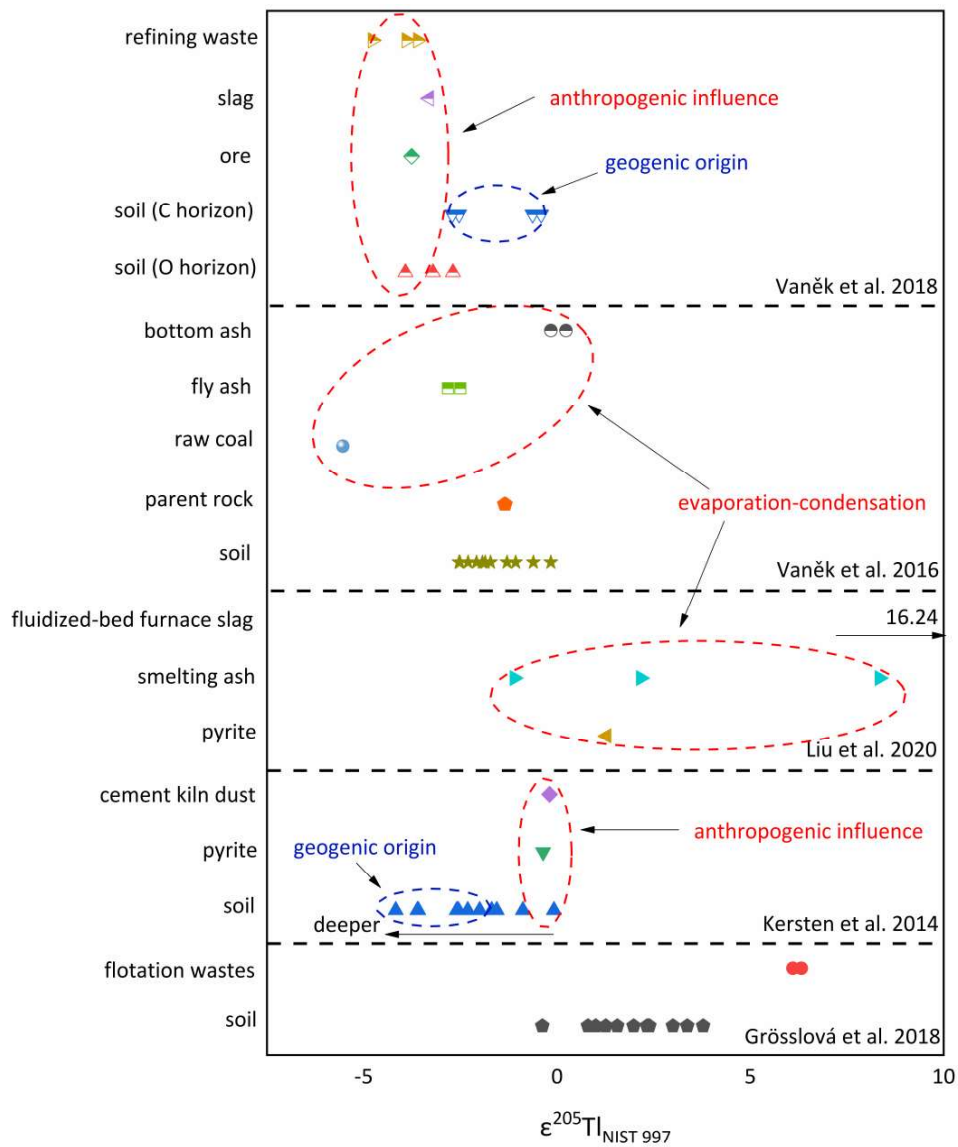 refining waste
slag
anthropogenic influence
ore
geogenic origin
soil (C horizon)
soil (O horizon)
Vaněk et al. 2018
bottom ash
fly ash
raw coal
parent rock
evaporation-condensation
soil
Vaněk et al. 2016
fluidized-bed furnace slag
16.24
smelting ash
pyrite
Liu et al. 2020
cement kiln dust
anthropogenic influence
pyrite
geogenic origin
soil
deeper
Kersten et al. 2014
flotation wastes
soil
Grösslová et al. 2018
-5 0 5 10
ε²⁰⁵Tl NIST 997